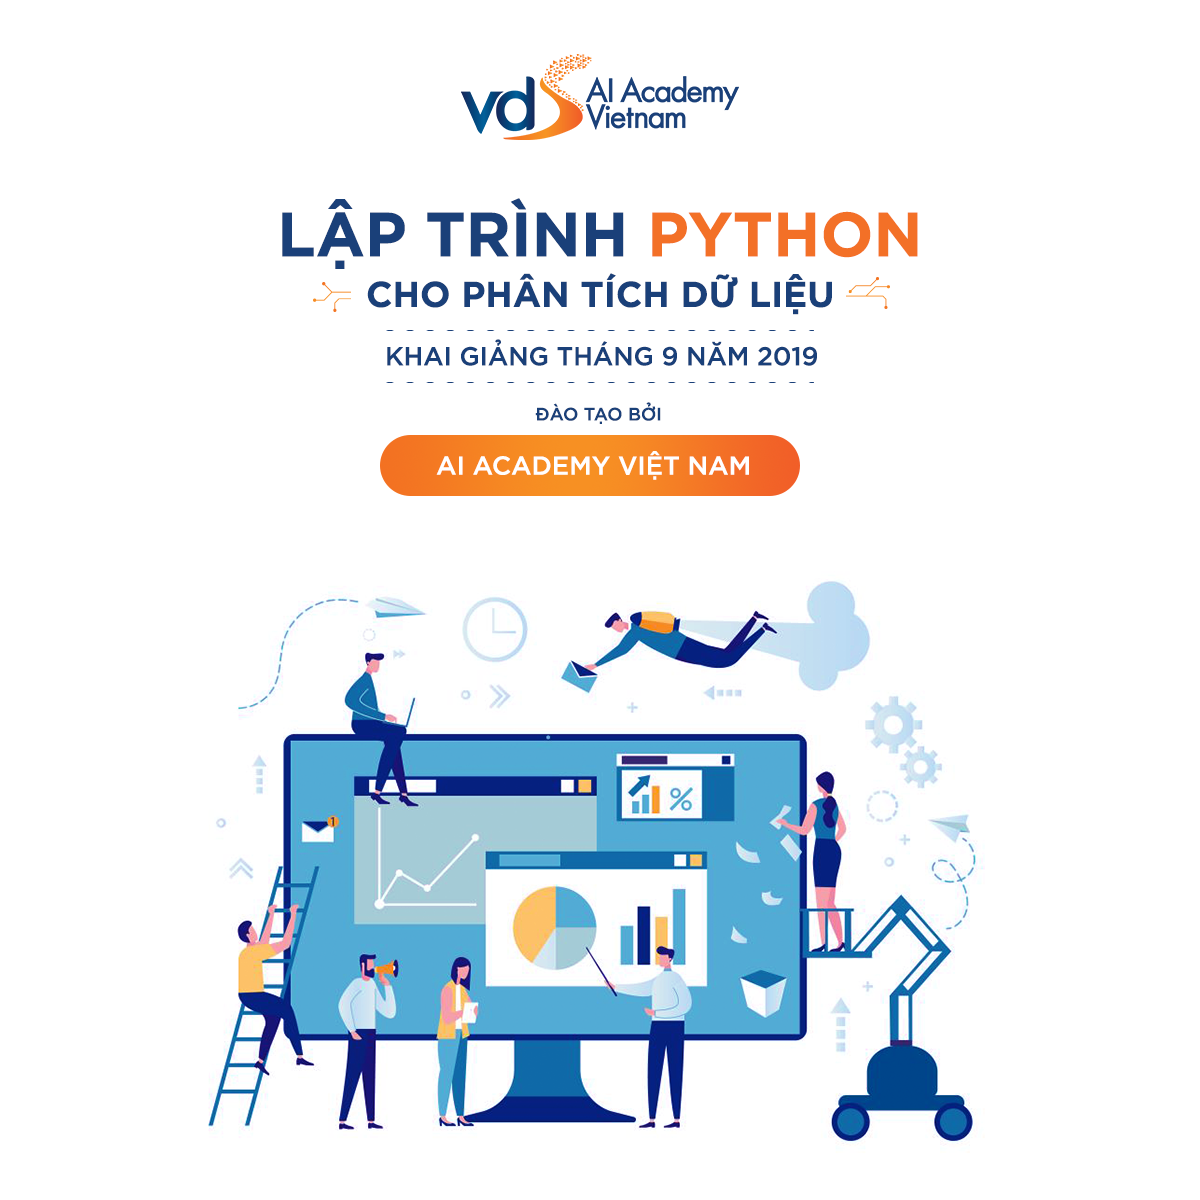 vdS AI Academy
Vietnam
LẬP TRÌNH PYTHON
CHO PHÂN TÍCH DỮ LIỆU
KHAI GIẢNG THÁNG 9 NĂM 2019
ĐÀO TẠO BỞI
AI ACADEMY VIỆT NAM
%
1